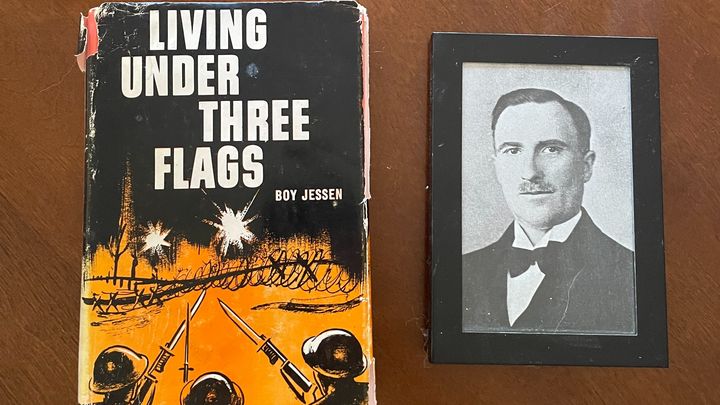 LIVING
UNDER
THREE
FLAGS
BOY JESSEN